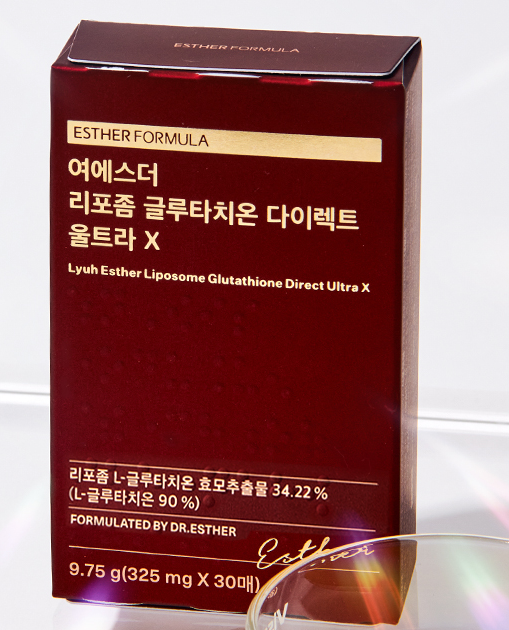 ESTHER FORMULA
ESTHER FORMULA
여에스더
리포좀 글루타치온 다이렉트
울트라 X
Lyuh Esther Liposome Glutathione Direct Ultra X
리포좀 L-글루타치온 효모추출물 34.22 %
(L-글루타치온 90 %)
FORMULATED BY DR.ESTHER
9.75 g(325 mg X 30매)